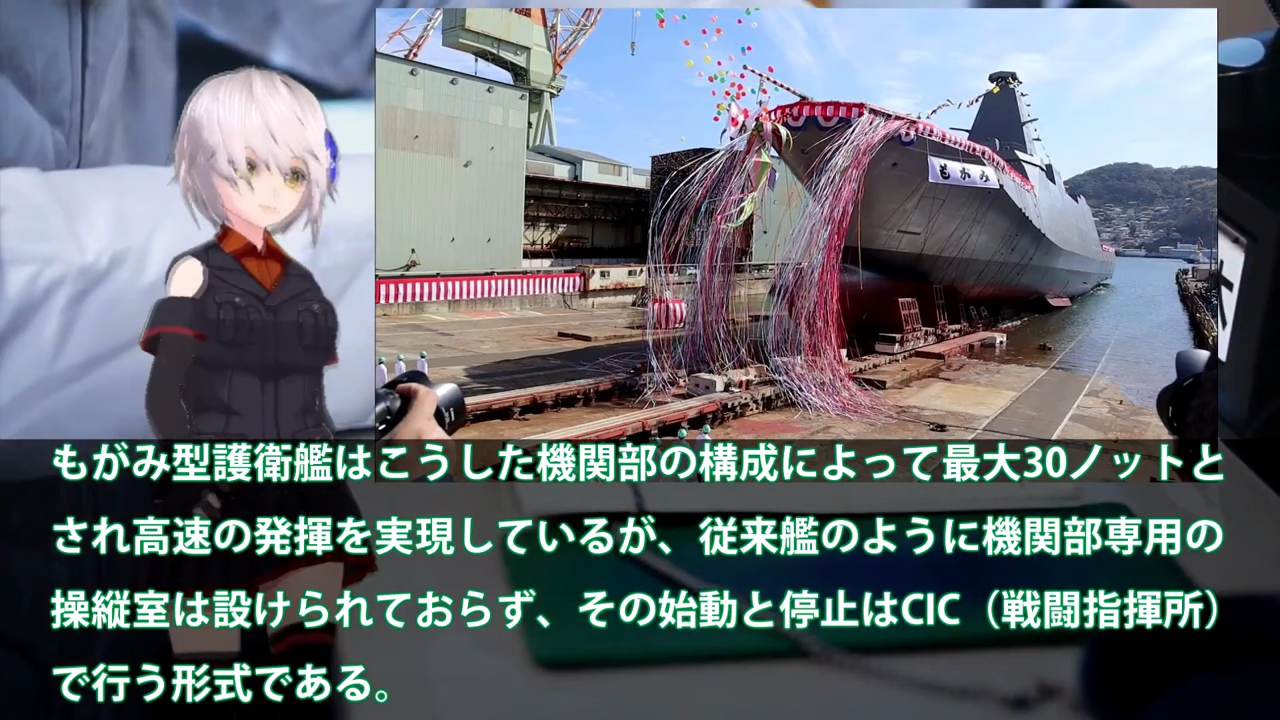 もがみ
大
もがみ型護衛艦はこうした機関部の構成によって最大30ノットと
され高速の発揮を実現しているが、従来艦のように機関部専用の
操縦室は設けられておらず、その始動と停止はCIC（戦闘指揮所）
で行う形式である。